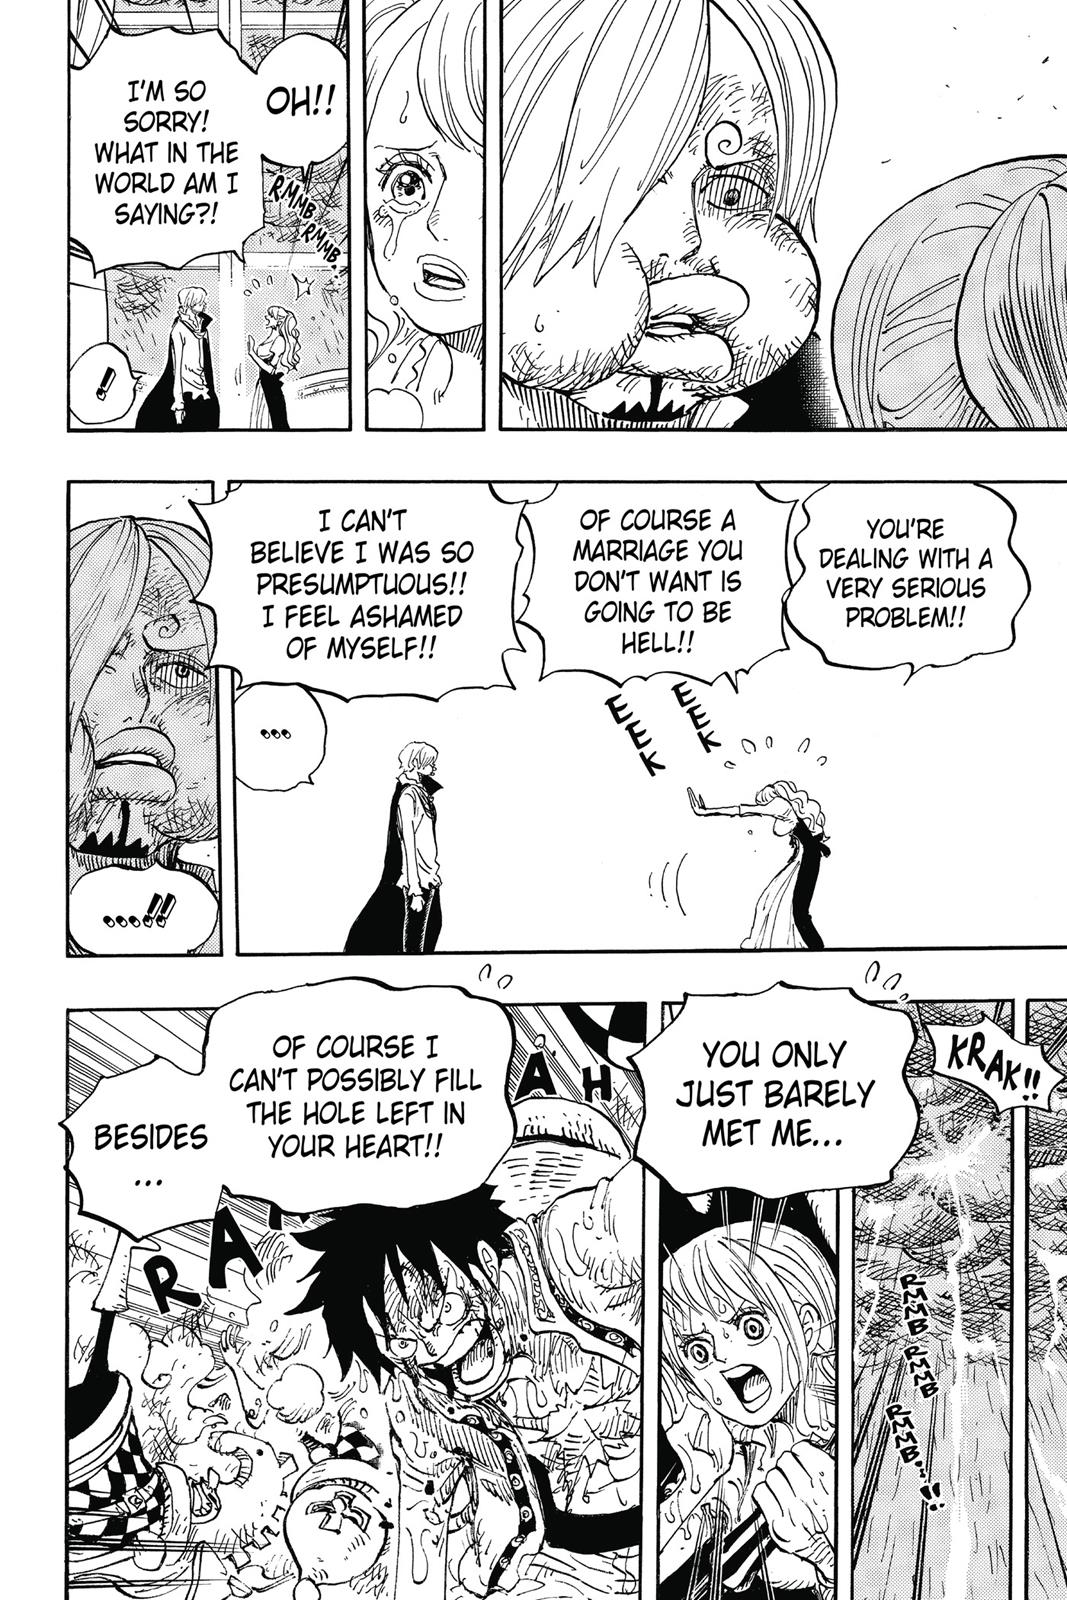 OH!!
I'M SO
SORRY!
WHAT IN THE
WORLD AM I
SAYING?!
RMMB
RMMB..
!
YOU'RE
DEALING WITH A
VERY SERIOUS
PROBLEM!!
OF COURSE A
MARRIAGE YOU
DON'T WANT IS
GOING TO BE
HELL!!
I CAN'T
BELIEVE I WAS SO
PRESUMPTUOUS!!
I FEEL ASHAMED
OF MYSELF!!
EEK
EEK
...
...!!
KRAK!!
RMMB
RMMB
RMMB..!!
YOU ONLY
JUST BARELY
MET ME...
OF COURSE I
CAN'T POSSIBLY FILL
THE HOLE LEFT IN
YOUR HEART!!
BESIDES
...
RAAAH